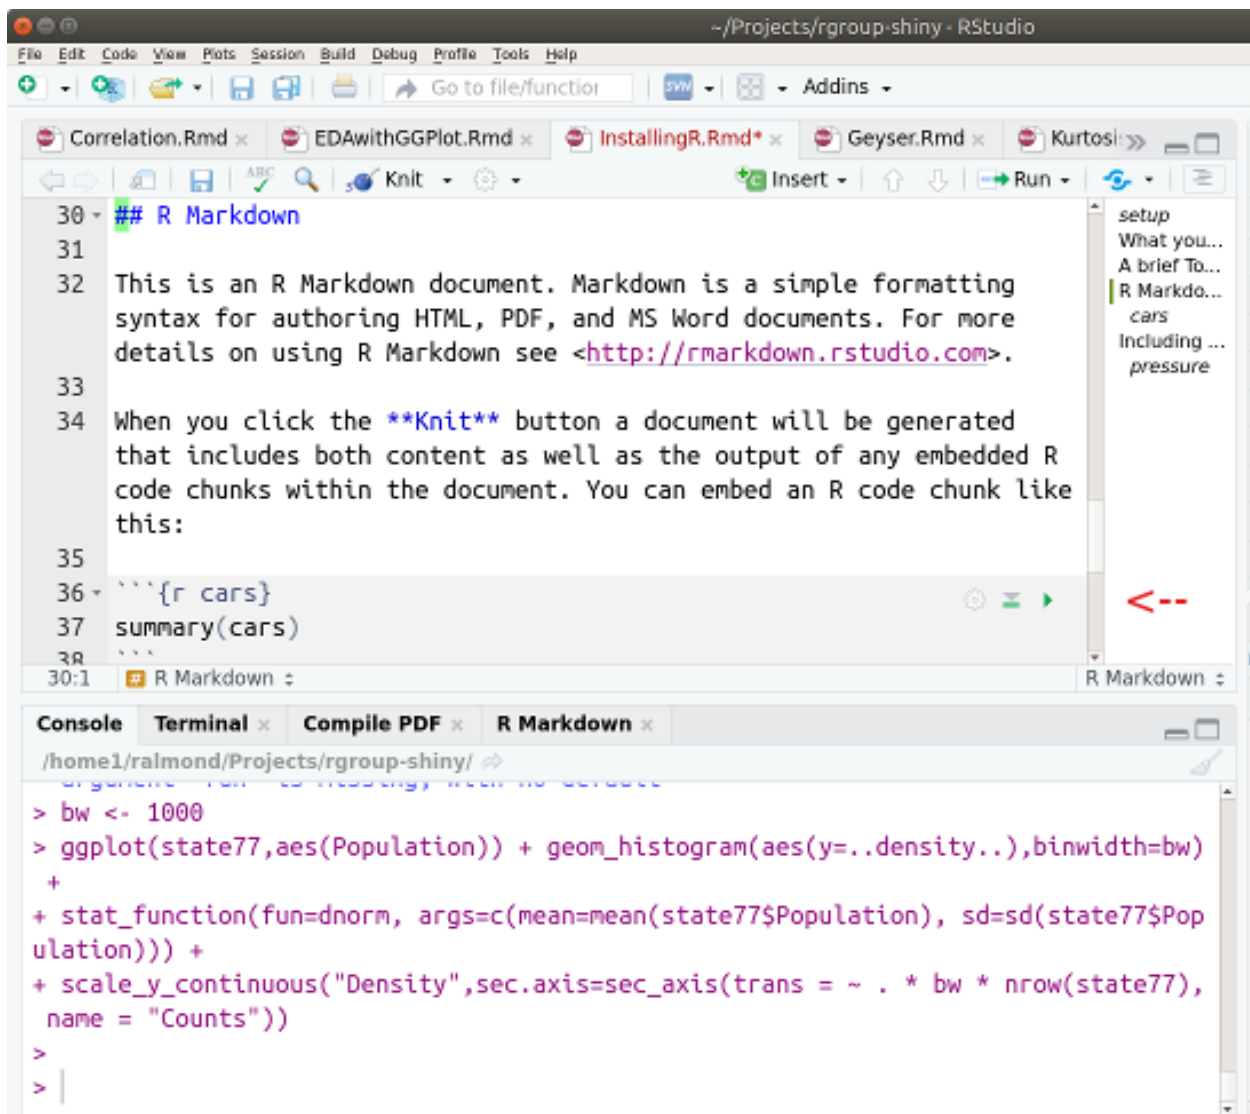 ~/Projects/rgroup-shiny - RStudio
File Edit Code View Plots Session Build Debug Profile Tools Help
SVN
Go to file/function
Addins
Correlation.Rmd
EDAwithGGPlot.Rmd
InstallingR.Rmd*
Geyser.Rmd
Kurtosi
ABC
Knit
Insert
Run
30 ## R Markdown
31
32 This is an R Markdown document. Markdown is a simple formatting
syntax for authoring HTML, PDF, and MS Word documents. For more
details on using R Markdown see <http://rmarkdown.rstudio.com>.
33
34 When you click the **Knit** button a document will be generated
that includes both content as well as the output of any embedded R
code chunks within the document. You can embed an R code chunk like
this:
35
36 ```{r cars}
37 summary(cars)
38 ```
setup
What you...
A brief To...
R Markdo...
cars
Including ...
pressure
<--
30:1 # R Markdown
R Markdown
Console Terminal Compile PDF R Markdown
/home1/ralmond/Projects/rgroup-shiny/
> bw <- 1000
> ggplot(state77,aes(Population)) + geom_histogram(aes(y=..density..),binwidth=bw)
+
+ stat_function(fun=dnorm, args=c(mean=mean(state77$Population), sd=sd(state77$Pop
ulation))) +
+ scale_y_continuous("Density",sec.axis=sec_axis(trans = ~ . * bw * nrow(state77),
name = "Counts"))
>
>